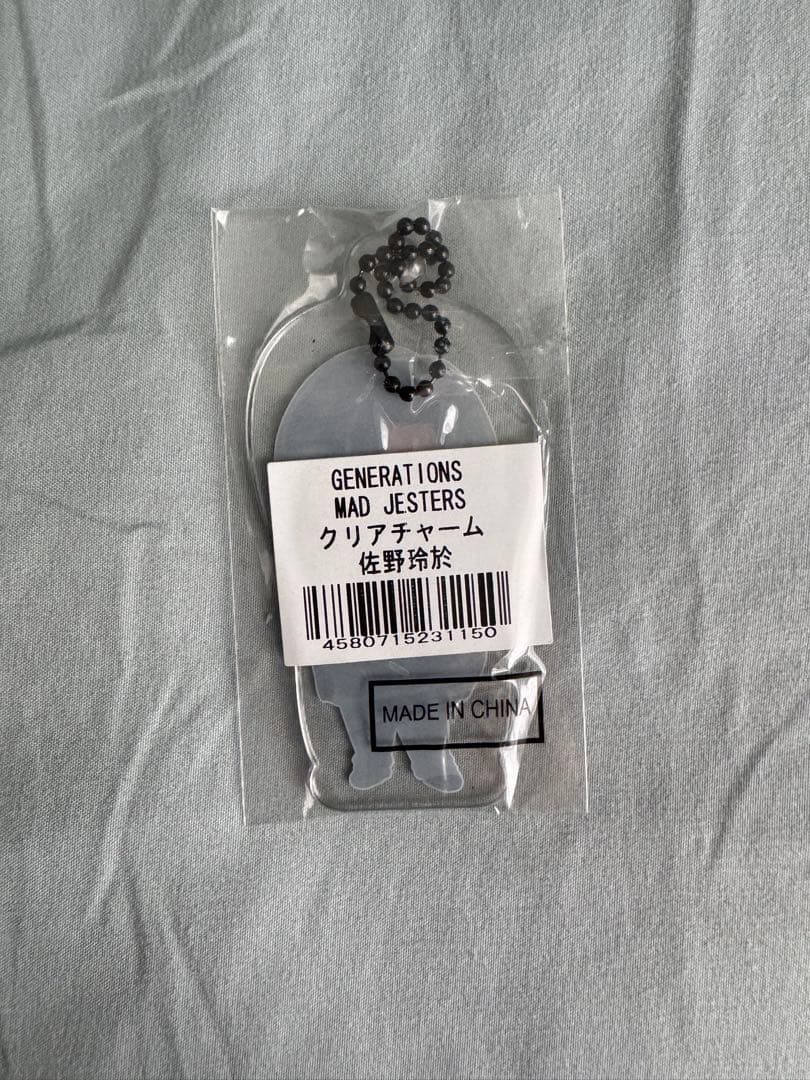 GENERATIONS
MAD JESTERS
クリアチャーム
佐野玲於
4580715231150
MADE IN CHINA